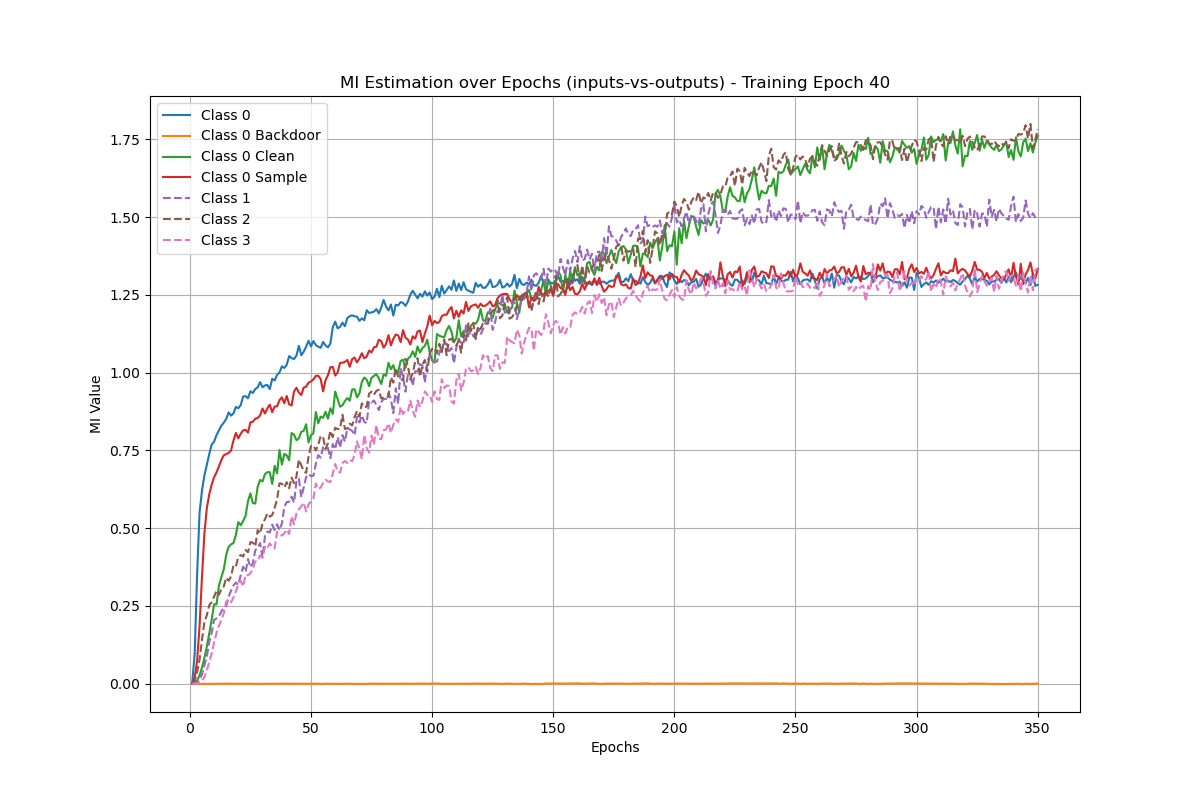 MI Estimation over Epochs (inputs-vs-outputs) - Training Epoch 40
Class 0
Class 0 Backdoor
Class 0 Clean
Class 0 Sample
Class 1
Class 2
Class 3
MI Value
1.75
1.50
1.25
1.00
0.75
0.50
0.25
0.00
0 50 100 150 200 250 300 350
Epochs